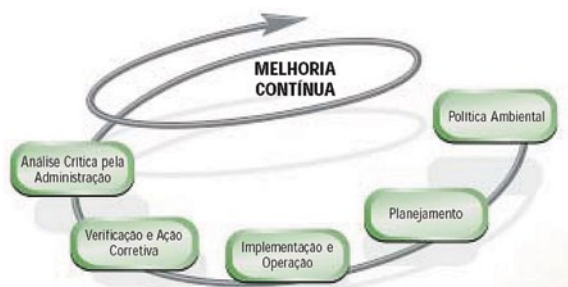 MELHORIA
CONTÍNUA
Política Ambiental
Análise Crítica pela
Administração
Planejamento
Verificação e Ação
Corretiva
Implementação e
Operação